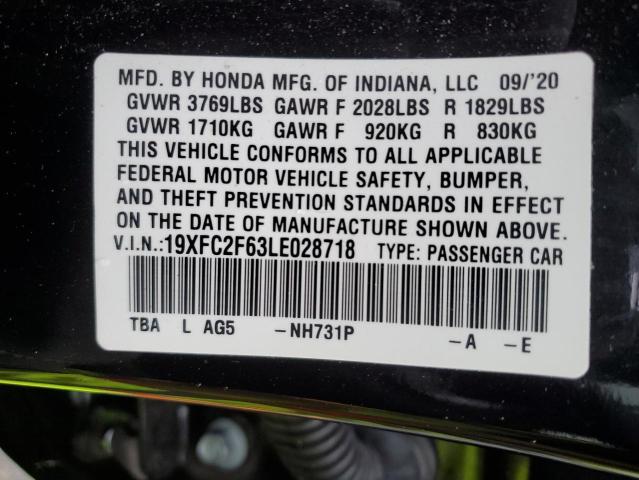 MFD. BY HONDA MFG. OF INDIANA, LLC 09/'20
GVWR 3769LBS GAWR F 2028LBS R 1829LBS
GVWR 1710KG GAWR F 920KG R 830KG
THIS VEHICLE CONFORMS TO ALL APPLICABLE
FEDERAL MOTOR VEHICLE SAFETY, BUMPER,
AND THEFT PREVENTION STANDARDS IN EFFECT
ON THE DATE OF MANUFACTURE SHOWN ABOVE.
V.I.N.:19XFC2F63LE028718 TYPE: PASSENGER CAR
TBA L AG5 -NH731P -A -E